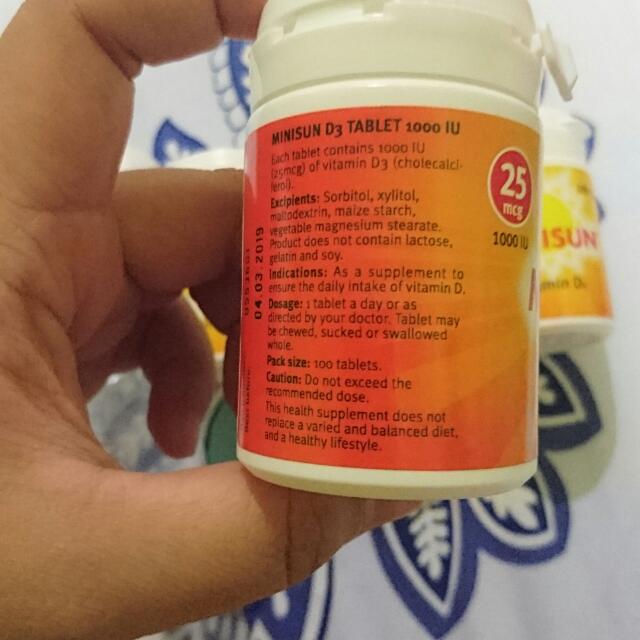 MINISUN D3 TABLET 1000 IU
Each tablet contains 1000 IU
(25mcg) of vitamin D3 (cholecalci-
ferol).
Excipients: Sorbitol, xylitol,
maltodextrin, maize starch,
vegetable magnesium stearate.
Product does not contain lactose,
gelatin and soy.
Indications: As a supplement to
ensure the daily intake of vitamin D.
Dosage: 1 tablet a day or as
directed by your doctor. Tablet may
be chewed, sucked or swallowed
whole.
Pack size: 100 tablets.
Caution: Do not exceed the
recommended dose.
This health supplement does not
replace a varied and balanced diet,
and a healthy lifestyle.
25
mcg
1000 IU
04.03.2019
ISUN